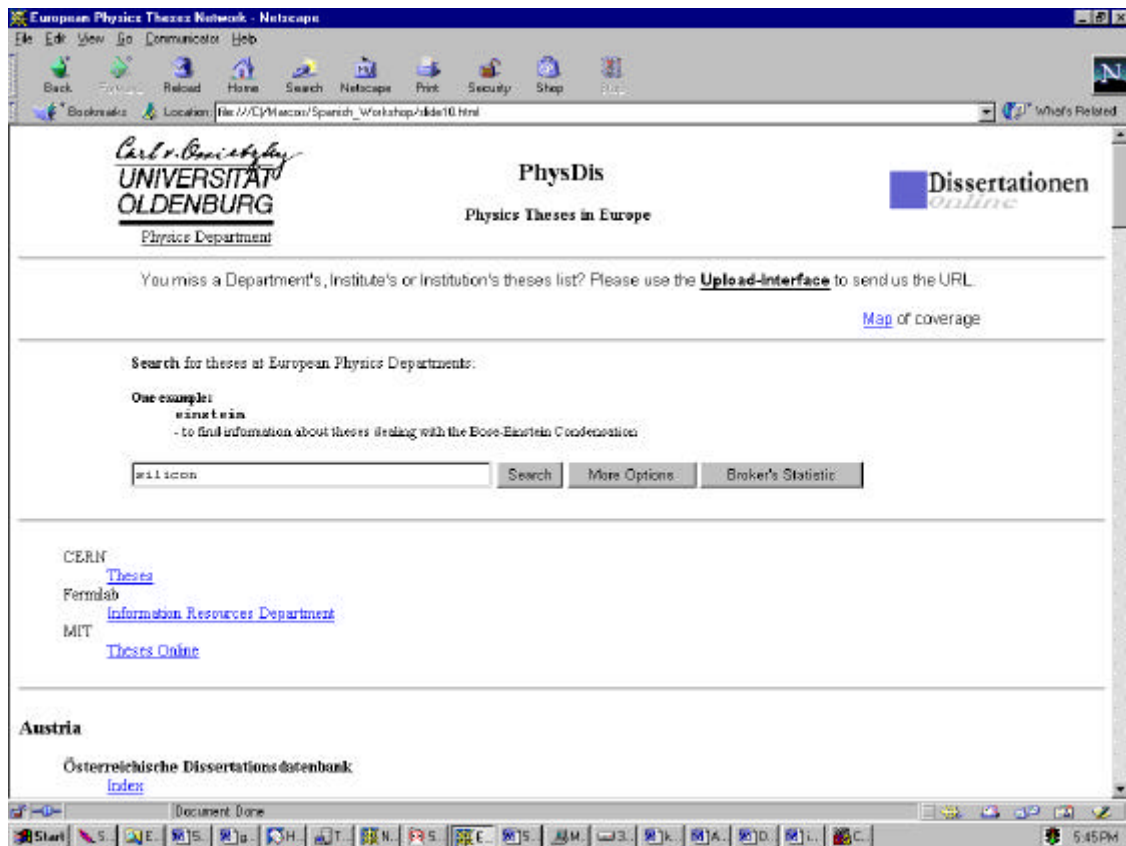 European Physics Theses Network - Netscape
File Edit View Go Communicator Help
Back Reload Home Search Netscape Print Security Shop
Bookmarks Location: file:///C|/Marcos/Spanish_Workshop/slide10.html What's Related
UNIVERSITÄT
OLDENBURG
Physics Department
PhysDis
Physics Theses in Europe
Dissertationen
online
You miss a Department's, Institute's or Institution's theses list? Please use the Upload-Interface to send us the URL.
Map of coverage
Search for theses at European Physics Departments:
One example:
einstein
- to find information about theses dealing with the Bose-Einstein Condensation
silicon Search More Options Broker's Statistic
CERN
Theses
Fermilab
Information Resources Department
MIT
Theses Online
Austria
Österreichische Dissertationsdatenbank
Index
Document Done
Start S.. E.. 5.. g.. H.. T.. N.. S.. E.. 5.. M.. 3.. k.. A.. D.. i.. C.. 5:45 PM